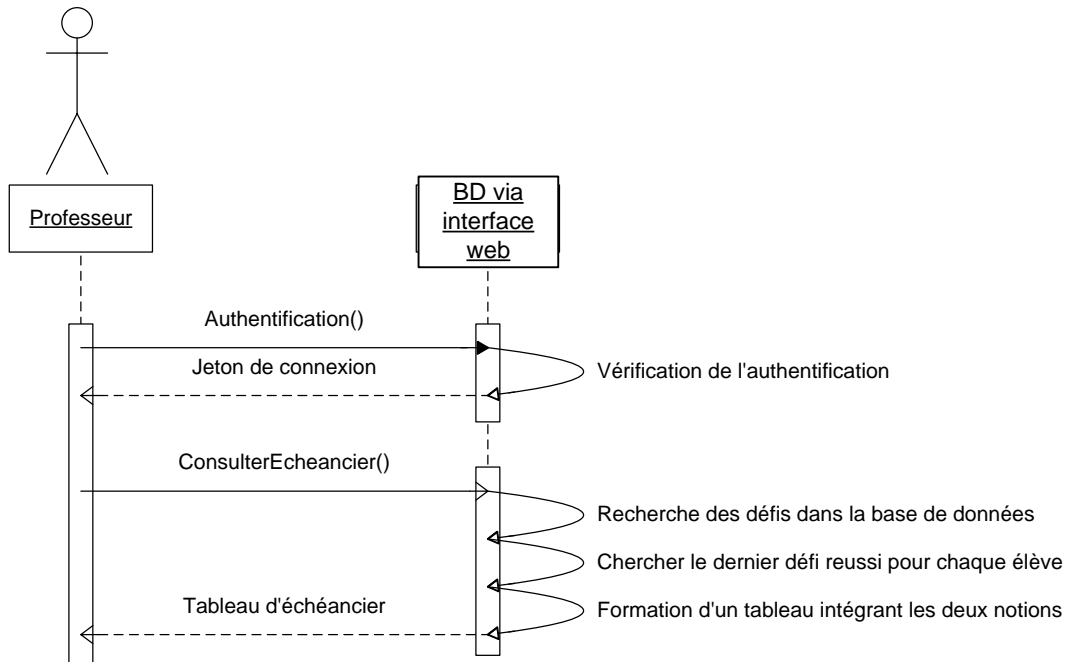 Professeur
BD via
interface
web
Authentification()
Jeton de connexion
Vérification de l'authentification
ConsulterEcheancier()
Recherche des défis dans la base de données
Chercher le dernier défi reussi pour chaque élève
Tableau d'échéancier
Formation d'un tableau intégrant les deux notions